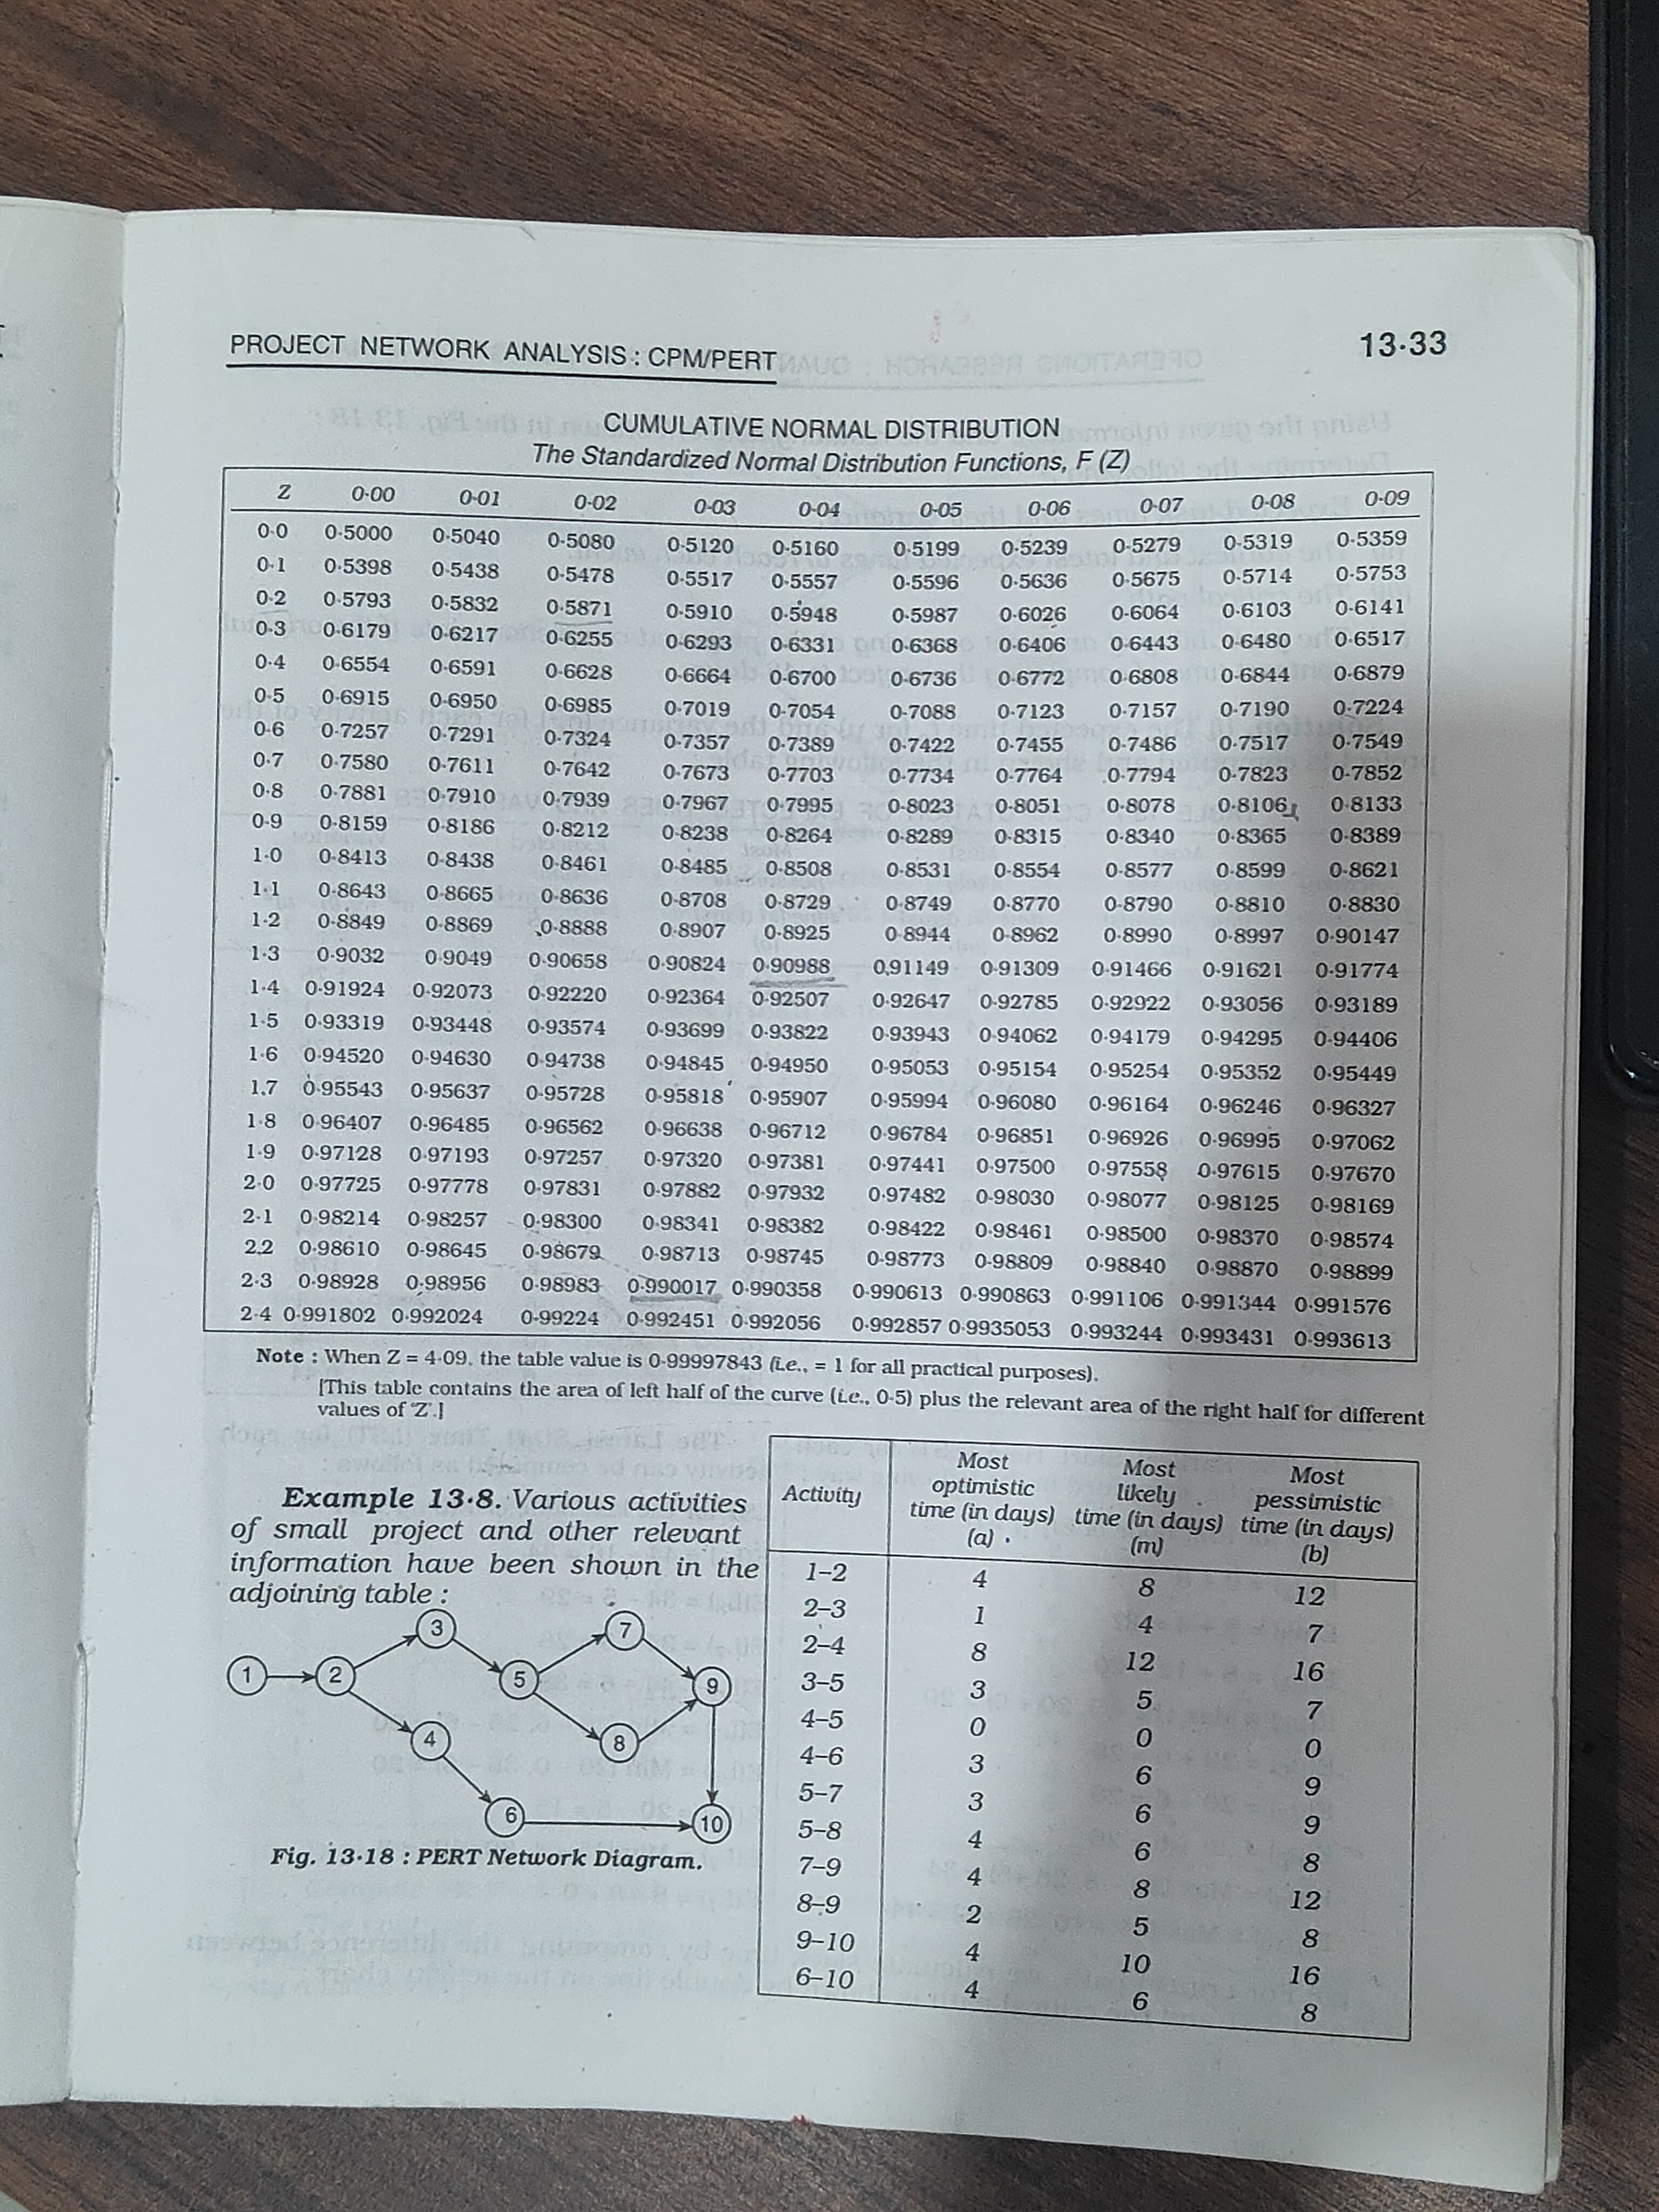 PROJECT NETWORK ANALYSIS : CPM/PERT 13·33
CUMULATIVE NORMAL DISTRIBUTION
The Standardized Normal Distribution Functions, F (Z)
Z 0·00 0·01 0·02 0·03 0·04 0·05 0·06 0·07 0·08 0·09
0·0 0·5000 0·5040 0·5080 0·5120 0·5160 0·5199 0·5239 0·5279 0·5319 0·5359
0·1 0·5398 0·5438 0·5478 0·5517 0·5557 0·5596 0·5636 0·5675 0·5714 0·5753
0·2 0·5793 0·5832 0·5871 0·5910 0·5948 0·5987 0·6026 0·6064 0·6103 0·6141
0·3 0·6179 0·6217 0·6255 0·6293 0·6331 0·6368 0·6406 0·6443 0·6480 0·6517
0·4 0·6554 0·6591 0·6628 0·6664 0·6700 0·6736 0·6772 0·6808 0·6844 0·6879
0·5 0·6915 0·6950 0·6985 0·7019 0·7054 0·7088 0·7123 0·7157 0·7190 0·7224
0·6 0·7257 0·7291 0·7324 0·7357 0·7389 0·7422 0·7455 0·7486 0·7517 0·7549
0·7 0·7580 0·7611 0·7642 0·7673 0·7703 0·7734 0·7764 0·7794 0·7823 0·7852
0·8 0·7881 0·7910 0·7939 0·7967 0·7995 0·8023 0·8051 0·8078 0·8106 0·8133
0·9 0·8159 0·8186 0·8212 0·8238 0·8264 0·8289 0·8315 0·8340 0·8365 0·8389
1·0 0·8413 0·8438 0·8461 0·8485 0·8508 0·8531 0·8554 0·8577 0·8599 0·8621
1·1 0·8643 0·8665 0·8636 0·8708 0·8729 0·8749 0·8770 0·8790 0·8810 0·8830
1·2 0·8849 0·8869 0·8888 0·8907 0·8925 0·8944 0·8962 0·8990 0·8997 0·90147
1·3 0·9032 0·9049 0·90658 0·90824 0·90988 0,91149 0·91309 0·91466 0·91621 0·91774
1·4 0·91924 0·92073 0·92220 0·92364 0·92507 0·92647 0·92785 0·92922 0·93056 0·93189
1·5 0·93319 0·93448 0·93574 0·93699 0·93822 0·93943 0·94062 0·94179 0·94295 0·94406
1·6 0·94520 0·94630 0·94738 0·94845 0·94950 0·95053 0·95154 0·95254 0·95352 0·95449
1.7 0·95543 0·95637 0·95728 0·95818 0·95907 0·95994 0·96080 0·96164 0·96246 0·96327
1·8 0·96407 0·96485 0·96562 0·96638 0·96712 0·96784 0·96851 0·96926 0·96995 0·97062
1·9 0·97128 0·97193 0·97257 0·97320 0·97381 0·97441 0·97500 0·97558 0·97615 0·97670
2·0 0·97725 0·97778 0·97831 0·97882 0·97932 0·97482 0·98030 0·98077 0·98125 0·98169
2·1 0·98214 0·98257 0·98300 0·98341 0·98382 0·98422 0·98461 0·98500 0·98370 0·98574
2.2 0·98610 0·98645 0·98679 0·98713 0·98745 0·98773 0·98809 0·98840 0·98870 0·98899
2·3 0·98928 0·98956 0·98983 0·990017 0·990358 0·990613 0·990863 0·991106 0·991344 0·991576
2·4 0·991802 0·992024 0·99224 0·992451 0·992056 0·992857 0·9935053 0·993244 0·993431 0·993613
Note : When Z = 4·09, the table value is 0·99997843 (i.e., = 1 for all practical purposes).
[This table contains the area of left half of the curve (i.e., 0·5) plus the relevant area of the right half for different
values of 'Z'.]
Example 13·8. Various activities
of small project and other relevant
information have been shown in the
adjoining table :
1 2 3 4 5 6 7 8 9 10
Fig. 13·18 : PERT Network Diagram.
Activity Most optimistic time (in days) (a) Most likely time (in days) (m) Most pessimistic time (in days) (b)
1–2 4 8 12
2–3 1 4 7
2–4 8 12 16
3–5 3 5 7
4–5 0 0 0
4–6 3 6 9
5–7 3 6 9
5–8 4 6 8
7–9 4 8 12
8–9 2 5 8
9–10 4 10 16
6–10 4 6 8